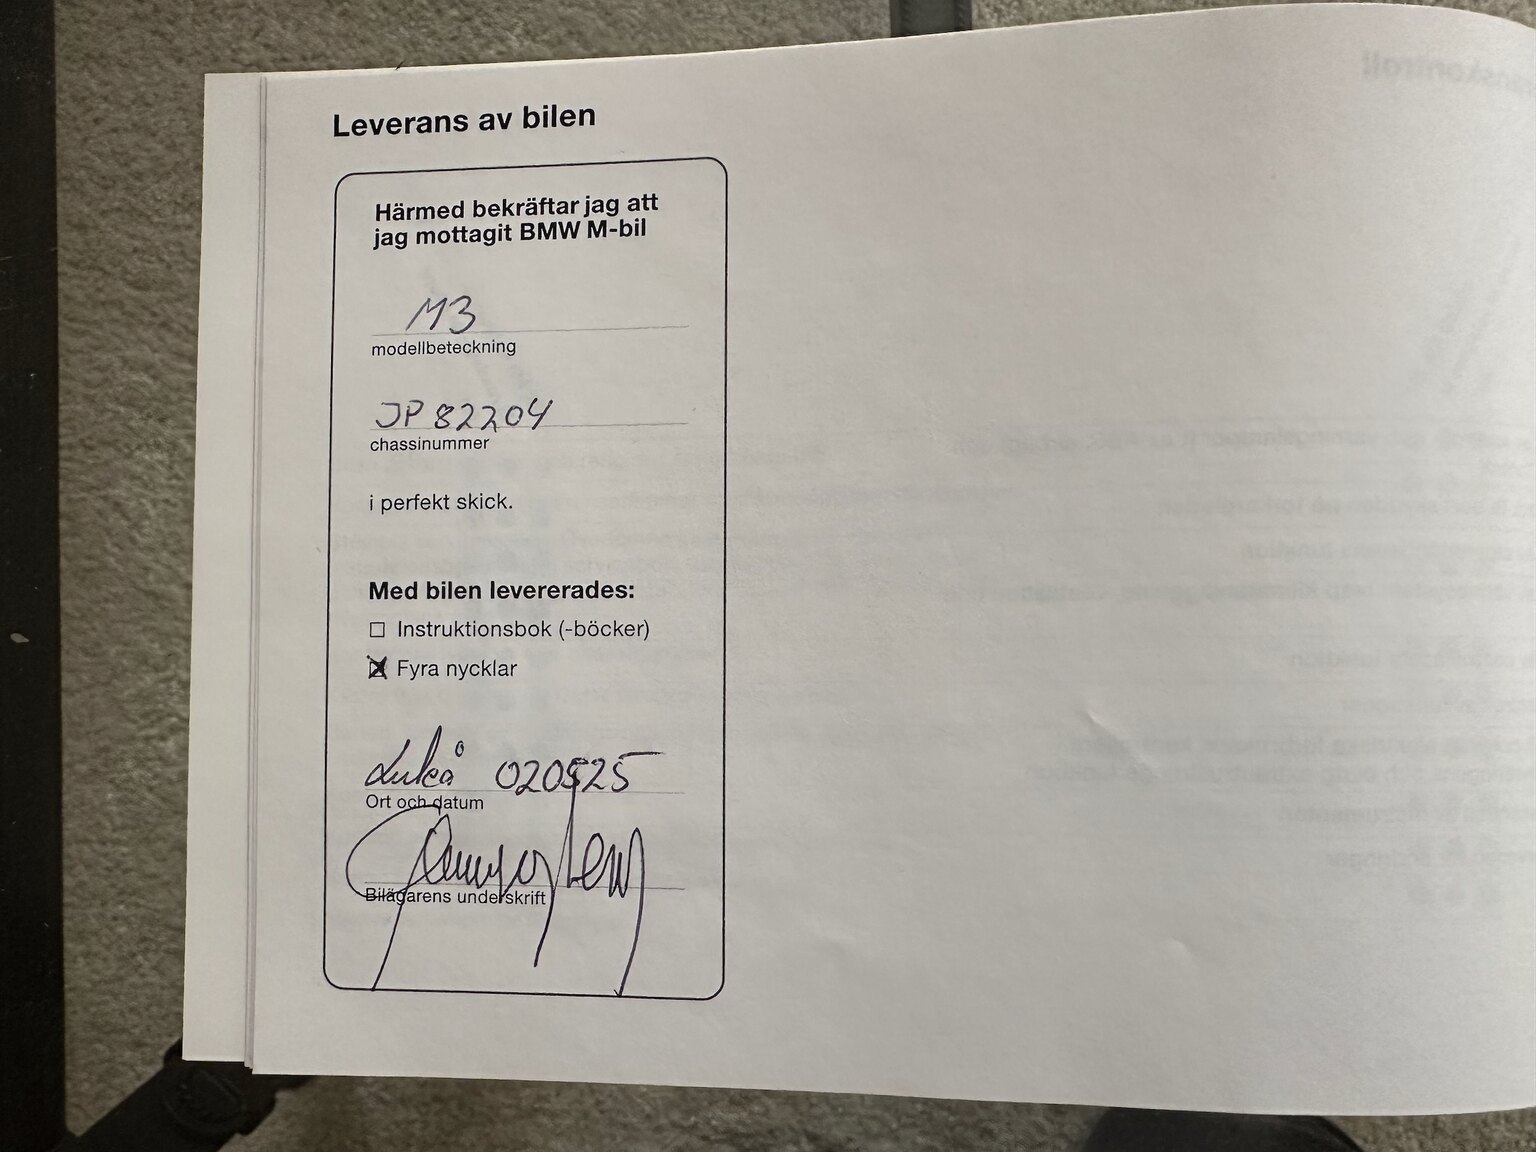 Leverans av bilen
Härmed bekräftar jag att
jag mottagit BMW M-bil
M3
modellbeteckning
JP 82204
chassinummer
i perfekt skick.
Med bilen levererades:
Instruktionsbok (-böcker)
Fyra nycklar
Luleå 020525
Ort och datum
Bilägarens underskrift